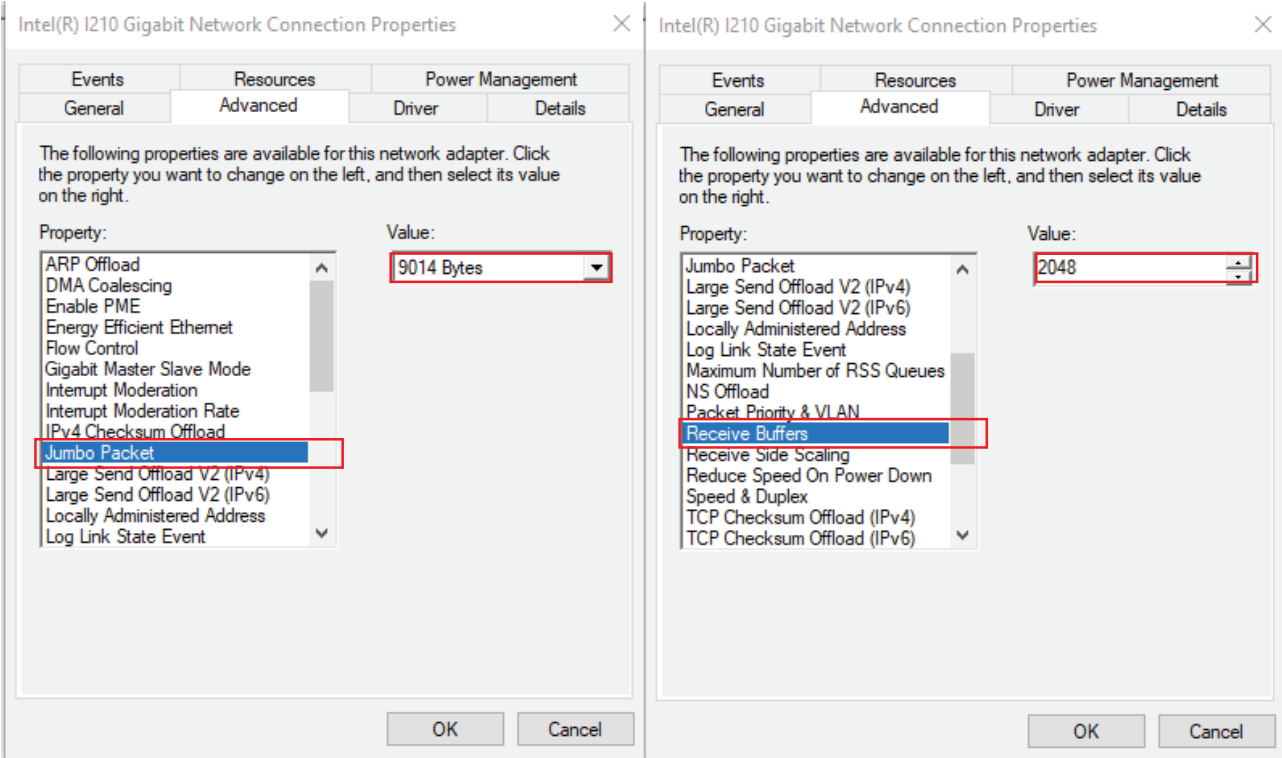 Intel(R) I210 Gigabit Network Connection Properties
Events Resources Power Management
General Advanced Driver Details
The following properties are available for this network adapter. Click
the property you want to change on the left, and then select its value
on the right.
Property: Value:
ARP Offload 9014 Bytes
DMA Coalescing
Enable PME
Energy Efficient Ethernet
Flow Control
Gigabit Master Slave Mode
Interrupt Moderation
Interrupt Moderation Rate
IPv4 Checksum Offload
Jumbo Packet
Large Send Offload V2 (IPv4)
Large Send Offload V2 (IPv6)
Locally Administered Address
Log Link State Event
OK Cancel
Intel(R) I210 Gigabit Network Connection Properties
Events Resources Power Management
General Advanced Driver Details
The following properties are available for this network adapter. Click
the property you want to change on the left, and then select its value
on the right.
Property: Value:
Jumbo Packet 2048
Large Send Offload V2 (IPv4)
Large Send Offload V2 (IPv6)
Locally Administered Address
Log Link State Event
Maximum Number of RSS Queues
NS Offload
Packet Priority & VLAN
Receive Buffers
Receive Side Scaling
Reduce Speed On Power Down
Speed & Duplex
TCP Checksum Offload (IPv4)
TCP Checksum Offload (IPv6)
OK Cancel